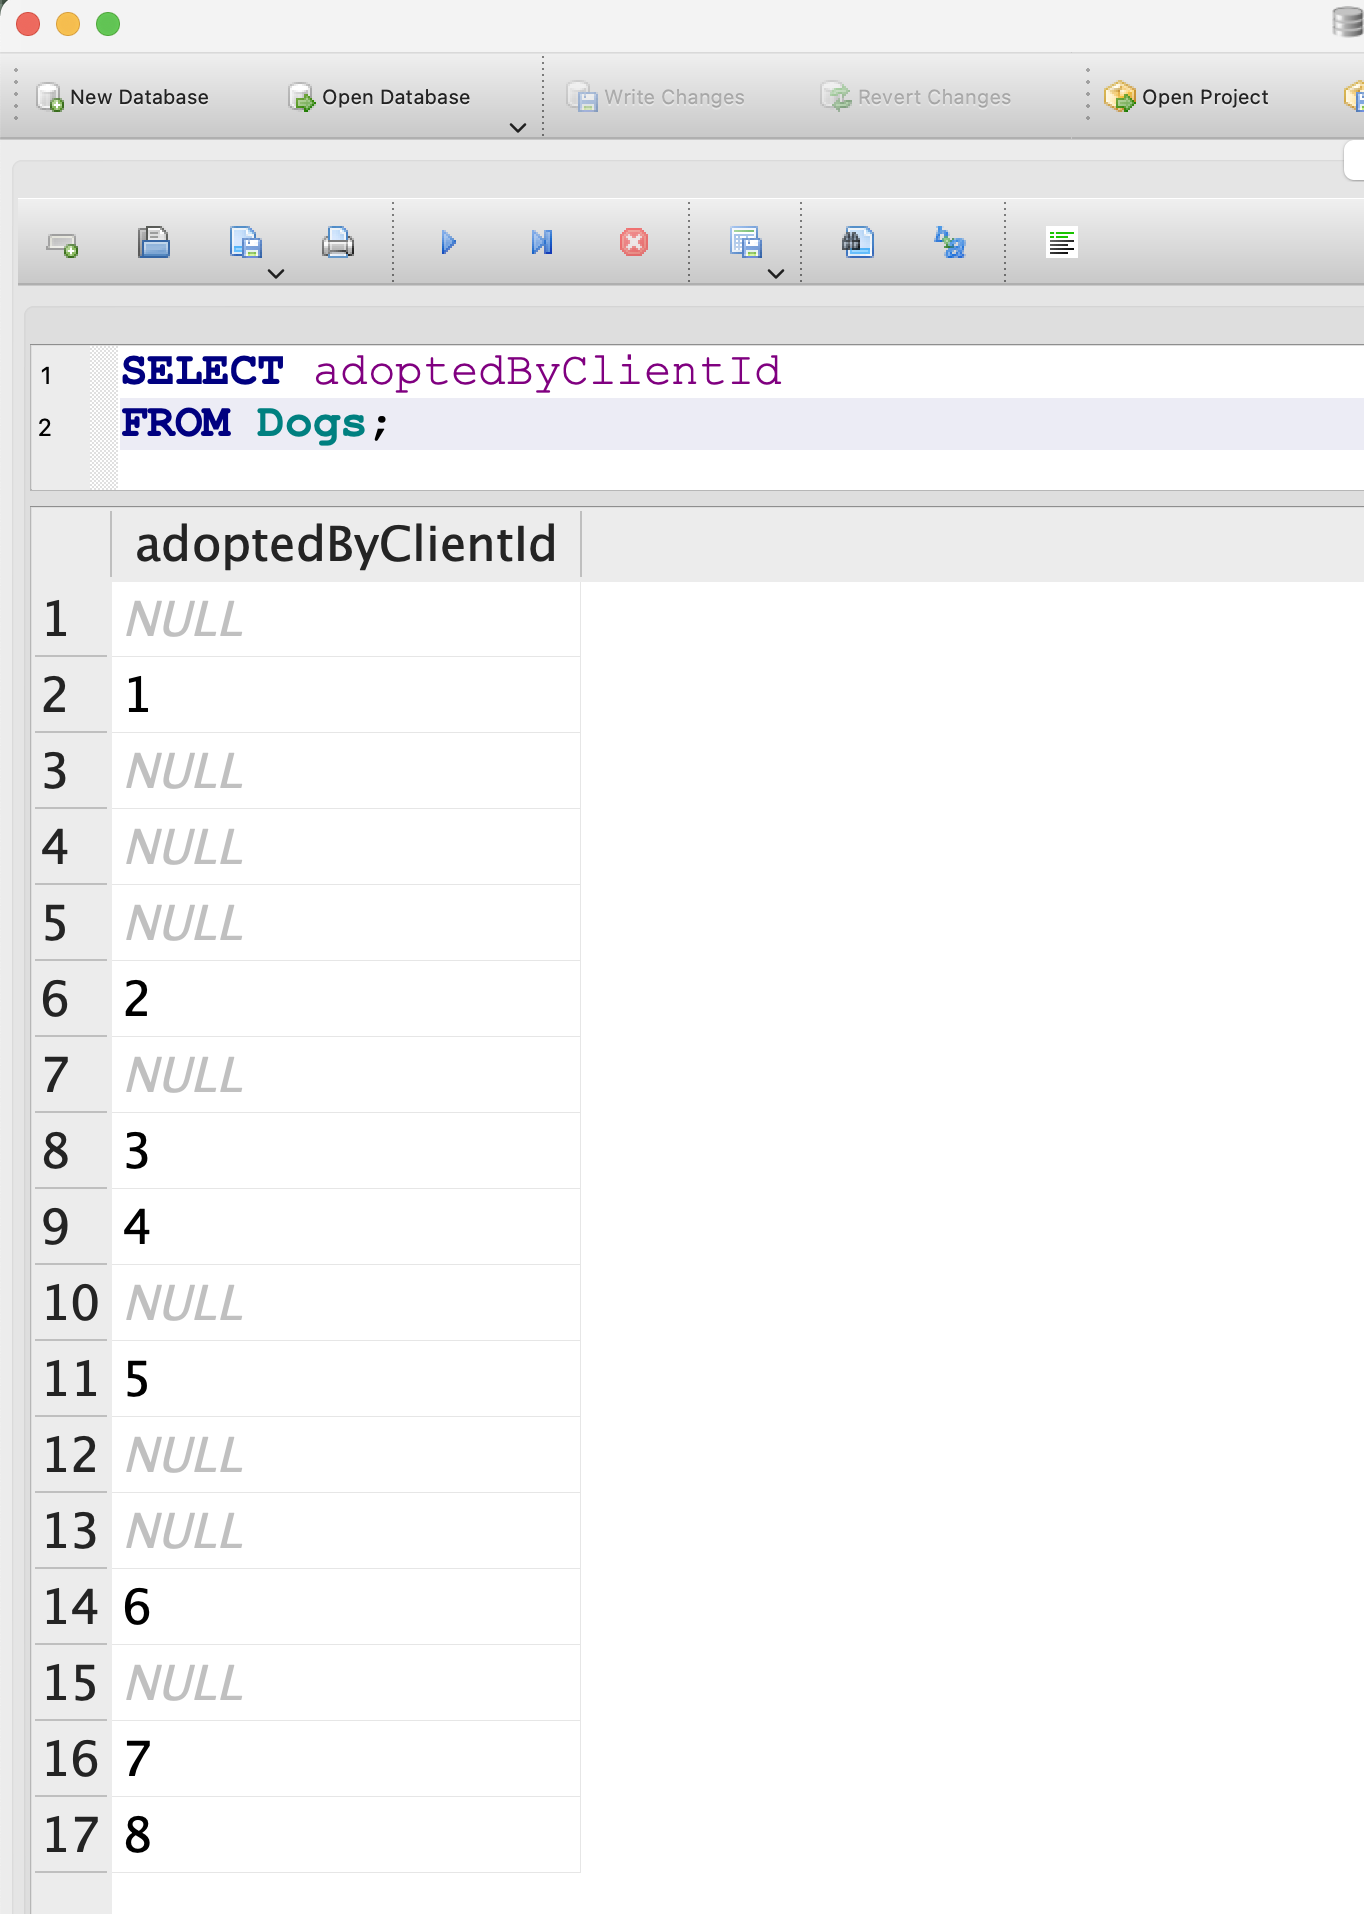 New Database Open Database Write Changes Revert Changes Open Project
1 SELECT adoptedByClientId
2 FROM Dogs;
adoptedByClientId
1 NULL
2 1
3 NULL
4 NULL
5 NULL
6 2
7 NULL
8 3
9 4
10 NULL
11 5
12 NULL
13 NULL
14 6
15 NULL
16 7
17 8